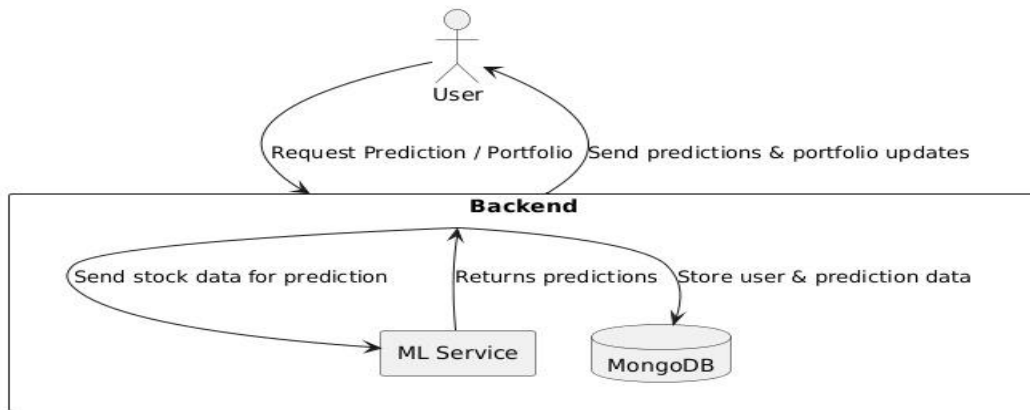 User
Request Prediction / Portfolio
Send predictions & portfolio updates
Backend
Send stock data for prediction
Returns predictions
Store user & prediction data
ML Service
MongoDB